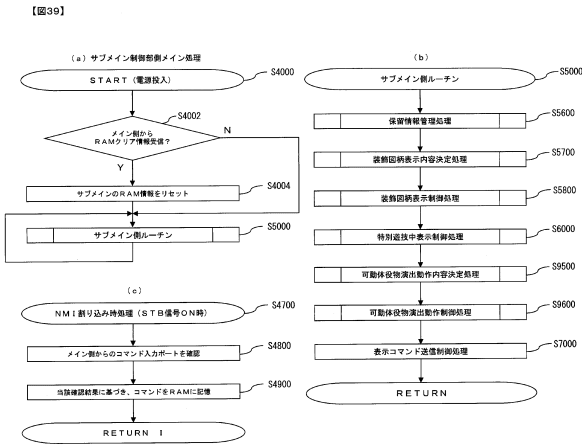 【図39】
(a) サブメイン制御部側メイン処理
START (電源投入)
S4000
S4002
メイン側から
RAMクリア情報受信？
N
Y
サブメインのRAM情報をリセット
S4004
サブメイン側ルーチン
S5000
(c)
NMI割り込み時処理 (STB信号ON時)
S4700
メイン側からのコマンド入力ポートを確認
S4800
当該確認結果に基づき、コマンドをRAMに記憶
S4900
RETURN I
(b)
サブメイン側ルーチン
S5000
保留情報管理処理
S5600
装飾図柄表示内容決定処理
S5700
装飾図柄表示制御処理
S5800
特別遊技中表示制御処理
S6000
可動体役物演出動作内容決定処理
S9500
可動体役物演出動作制御処理
S9600
表示コマンド送信制御処理
S7000
RETURN